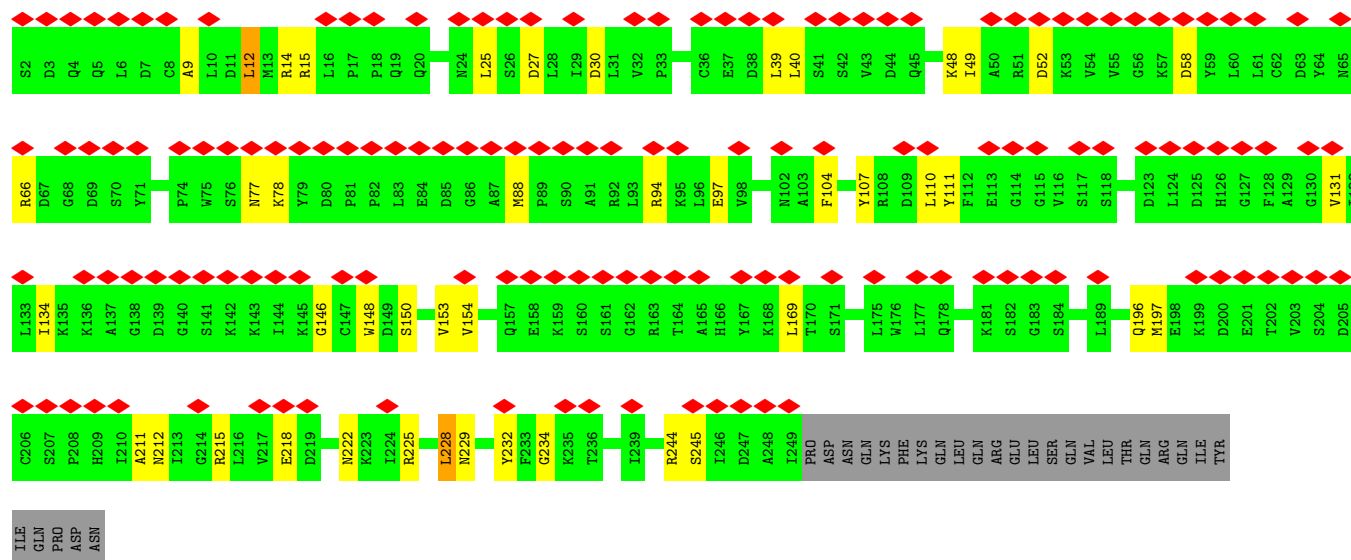 S2 D3 Q4 Q5 L6 D7 C8 A9 L10 D11 L12 M13 R14 R15 L16 P17 P18 Q19 Q20 N24 L25 S26 D27 L28 I29 D30 L31 V32 P33 C36 E37 D38 L39 L40 S41 S42 V43 D44 Q45 K48 I49 A50 R51 D52 K53 V54 V55 G56 K57 D58 Y59 L60 L61 C62 D63 Y64 N65
R66 D67 G68 D69 S70 Y71 P74 W75 S76 N77 K78 Y79 D80 P81 P82 L83 E84 D85 G86 A87 M88 P89 S90 A91 R92 L93 R94 K95 L96 E97 V98 N102 A103 F104 Y107 R108 D109 L110 Y111 F112 E113 G114 G115 V116 S117 S118 D123 L124 D125 H126 G127 F128 A129 G130 V131
L133 I134 K135 K136 A137 G138 D139 G140 S141 K142 K143 I144 K145 G146 C147 W148 D149 S150 V153 V154 Q157 E158 K159 S160 S161 G162 R163 T164 A165 H166 Y167 K168 L169 T170 S171 L175 W176 L177 Q178 K181 S182 G183 S184 L189 Q196 M197 E198 K199 D200 E201 T202 V203 S204 D205
C206 S207 P208 H209 I210 A211 N212 I213 G214 R215 L216 V217 E218 D219 N222 K223 I224 R225 L228 N229 Y232 F233 G234 K235 T236 I239 R244 S245 I246 D247 A248 I249 PRO ASP ASN GLN LYS PHE LYS GLN LEU GLN ARG GLU LEU SER GLN VAL LEU THR GLN ARG GLN ILE TYR
ILE GLN PRO ASP ASN